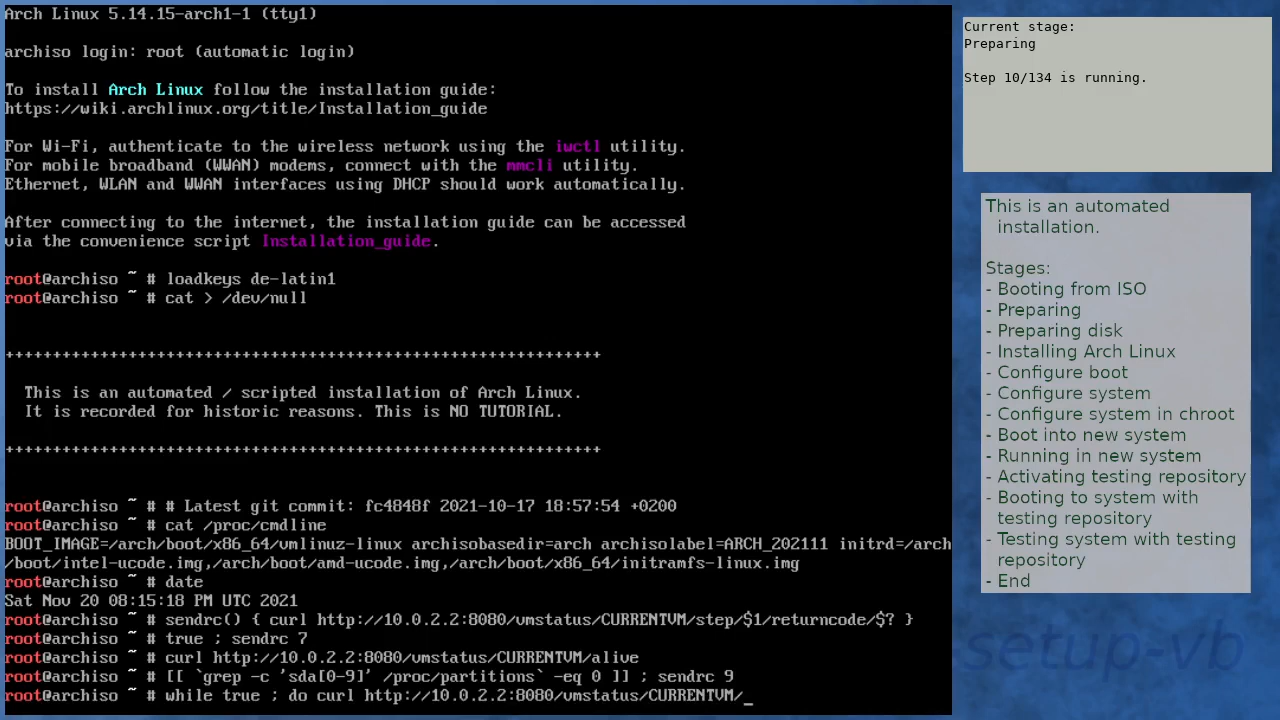 Arch Linux 5.14.15-arch1-1 (tty1)
archiso login: root (automatic login)
To install Arch Linux follow the installation guide:
https://wiki.archlinux.org/title/Installation_guide
For Wi-Fi, authenticate to the wireless network using the iwctl utility.
For mobile broadband (WWAN) modems, connect with the mmcli utility.
Ethernet, WLAN and WWAN interfaces using DHCP should work automatically.
After connecting to the internet, the installation guide can be accessed
via the convenience script Installation_guide.
root@archiso ~ # loadkeys de-latin1
root@archiso ~ # cat > /dev/null
+++++++++++++++++++++++++++++++++++++++++++++++++++++++++++++++
This is an automated / scripted installation of Arch Linux.
It is recorded for historic reasons. This is NO TUTORIAL.
+++++++++++++++++++++++++++++++++++++++++++++++++++++++++++++++
root@archiso ~ # # Latest git commit: fc4848f 2021-10-17 18:57:54 +0200
root@archiso ~ # cat /proc/cmdline
BOOT_IMAGE=/arch/boot/x86_64/vmlinuz-linux archisobasedir=arch archisolabel=ARCH_202111 initrd=/arch
/boot/intel-ucode.img,/arch/boot/amd-ucode.img,/arch/boot/x86_64/initramfs-linux.img
root@archiso ~ # date
Sat Nov 20 08:15:18 PM UTC 2021
root@archiso ~ # sendrc() { curl http://10.0.2.2:8080/vmstatus/CURRENTVM/step/$1/returncode/$? }
root@archiso ~ # true ; sendrc 7
root@archiso ~ # curl http://10.0.2.2:8080/vmstatus/CURRENTVM/alive
root@archiso ~ # [[ `grep -c 'sda[0-9]' /proc/partitions` -eq 0 ]] ; sendrc 9
root@archiso ~ # while true ; do curl http://10.0.2.2:8080/vmstatus/CURRENTVM/_
Current stage:
Preparing
Step 10/134 is running.
This is an automated
installation.
Stages:
- Booting from ISO
- Preparing
- Preparing disk
- Installing Arch Linux
- Configure boot
- Configure system
- Configure system in chroot
- Boot into new system
- Running in new system
- Activating testing repository
- Booting to system with
testing repository
- Testing system with testing
repository
- End
setup-vb